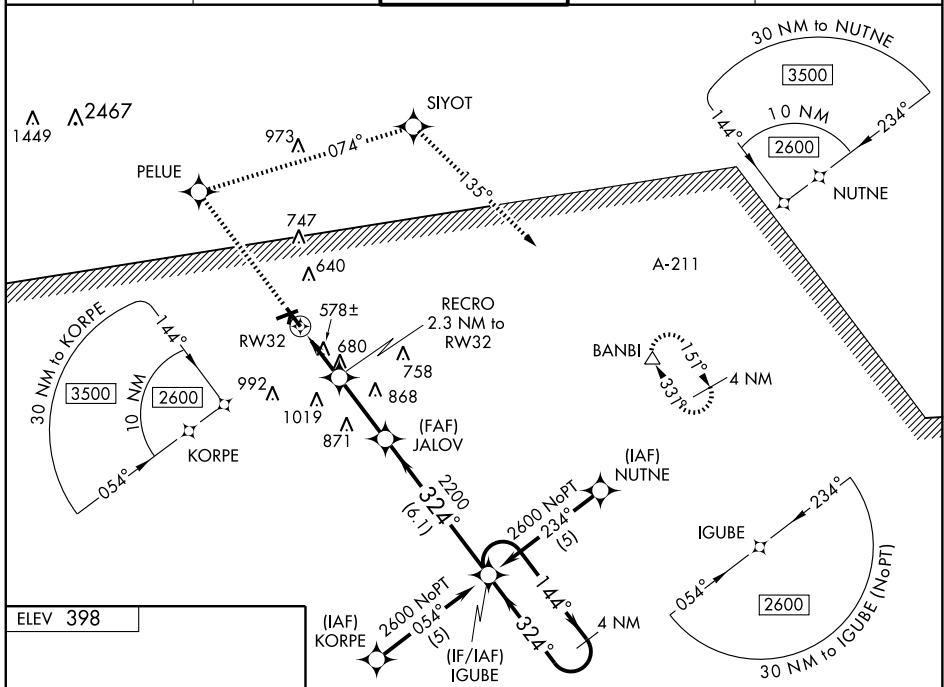 30 NM to NUTNE
3500
10 NM
2600
144°
234°
NUTNE
1449
2467
973
SIYOT
074°
PELUE
135°
747
640
A-211
578±
RW32
RECRO
2.3 NM to
RW32
680
758
BANBI
151°
331°
4 NM
30 NM to KORPE
3500
10 NM
2600
144°
054°
KORPE
992
1019
868
871
(FAF)
JALOV
2200
324°
(6.1)
(IAF)
NUTNE
2600 NoPT
234°
(5)
IGUBE
234°
054°
2600
30 NM to IGUBE (NoPT)
144°
324°
4 NM
(IAF)
KORPE
2600 NoPT
054°
(5)
(IF/IAF)
IGUBE
ELEV 398